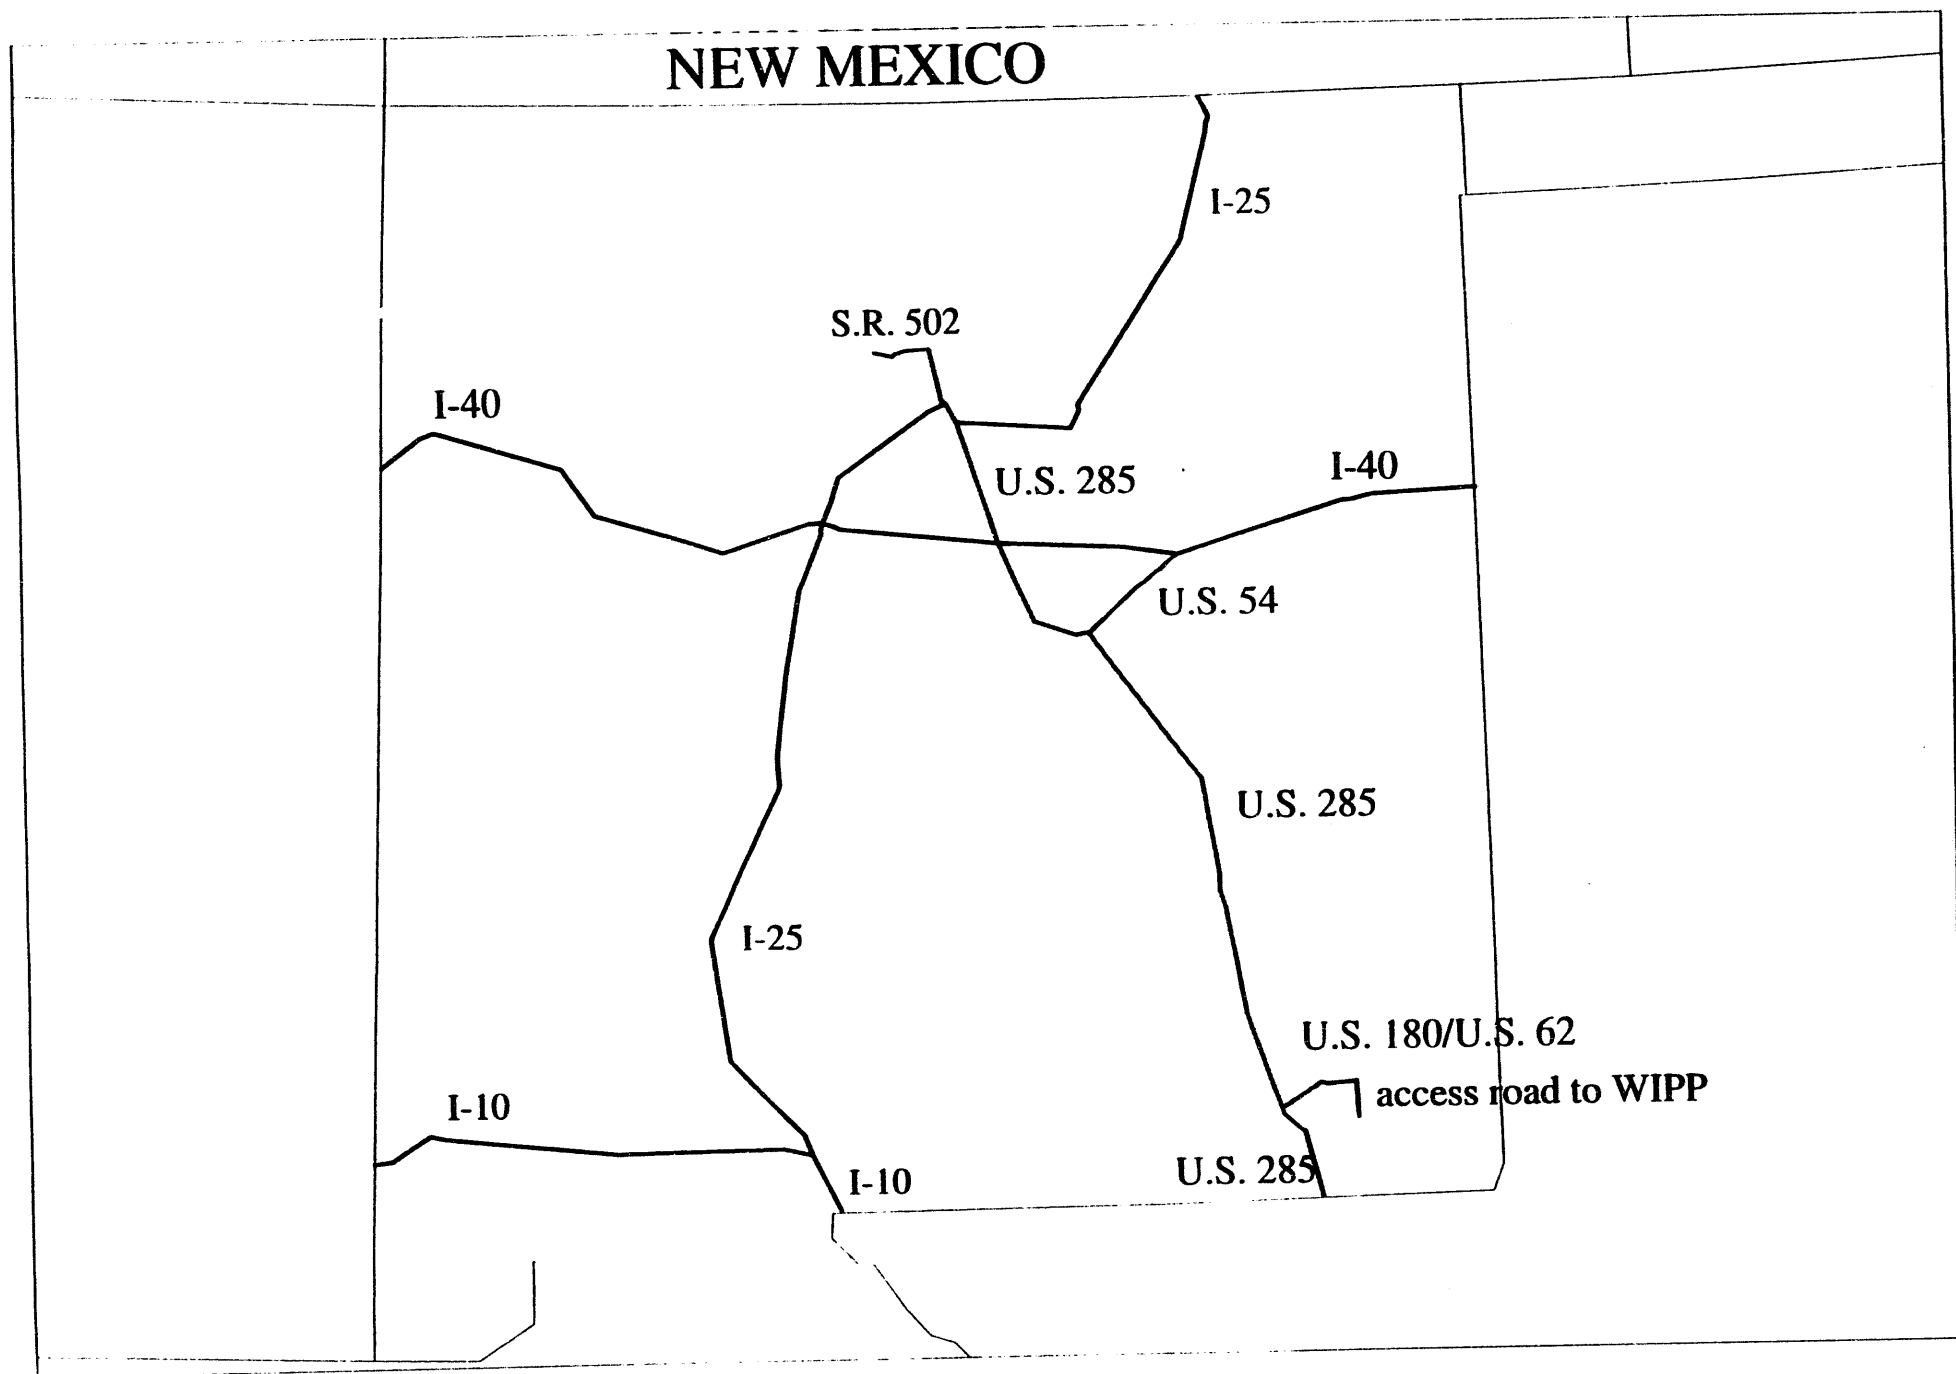 NEW MEXICO
I-25
S.R. 502
I-40
I-40
U.S. 285
U.S. 54
U.S. 285
I-25
U.S. 180/U.S. 62
access road to WIPP
I-10
U.S. 285
I-10